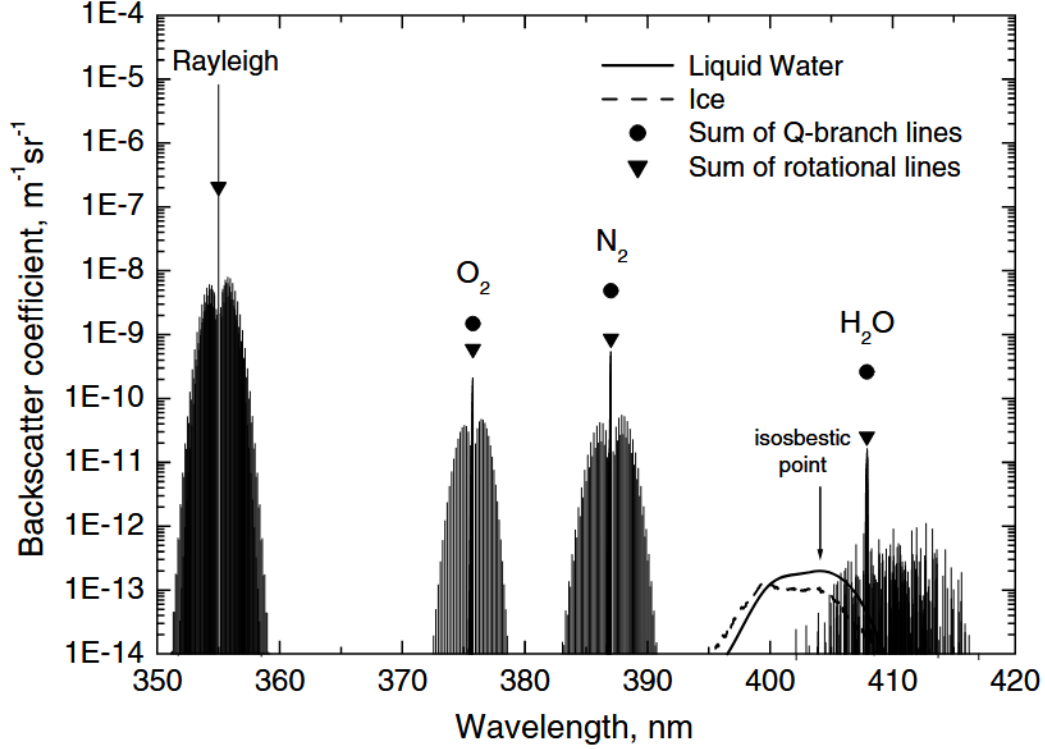 1E-4
1E-5
1E-6
1E-7
1E-8
1E-9
1E-10
1E-11
1E-12
1E-13
1E-14
Backscatter coefficient, m⁻¹sr⁻¹
Rayleigh
O₂
N₂
H₂O
isosbestic
point
Liquid Water
Ice
Sum of Q-branch lines
Sum of rotational lines
350 360 370 380 390 400 410 420
Wavelength, nm